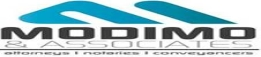 MODIMO
& ASSOCIATES
attorneys I notaries I conveyancers